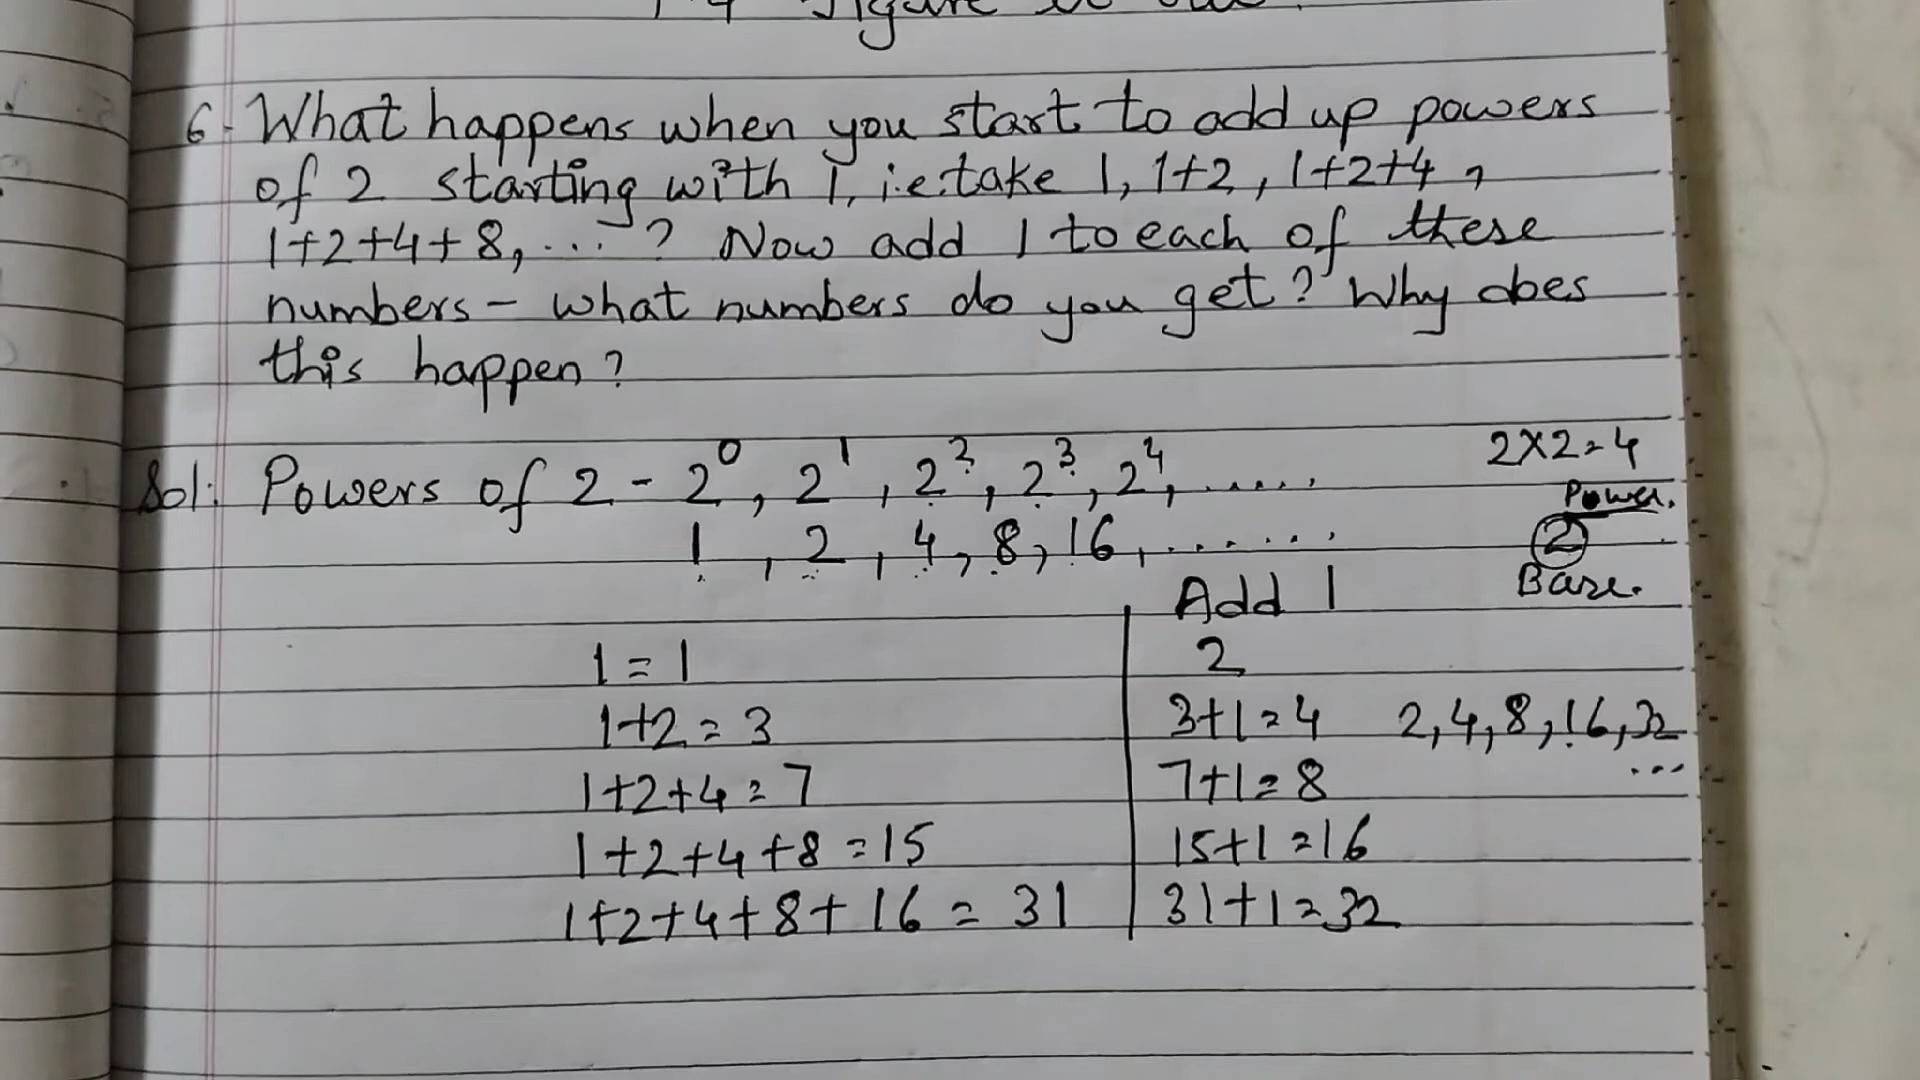 6. What happens when you start to add up powers
of 2 starting with 1, i.e. take 1, 1+2, 1+2+4,
1+2+4+8, ... ? Now add 1 to each of these
numbers - what numbers do you get? Why does
this happen?
Sol: Powers of 2 - 2⁰, 2¹, 2², 2³, 2⁴, .....
2×2=4
Power.
1, 2, 4, 8, 16, ......
2
Base.
Add 1
1 = 1 2
1+2 = 3 3+1=4 2, 4, 8, 16, 32
...
1+2+4=7 7+1=8
1+2+4+8=15 15+1=16
1+2+4+8+16=31 31+1=32